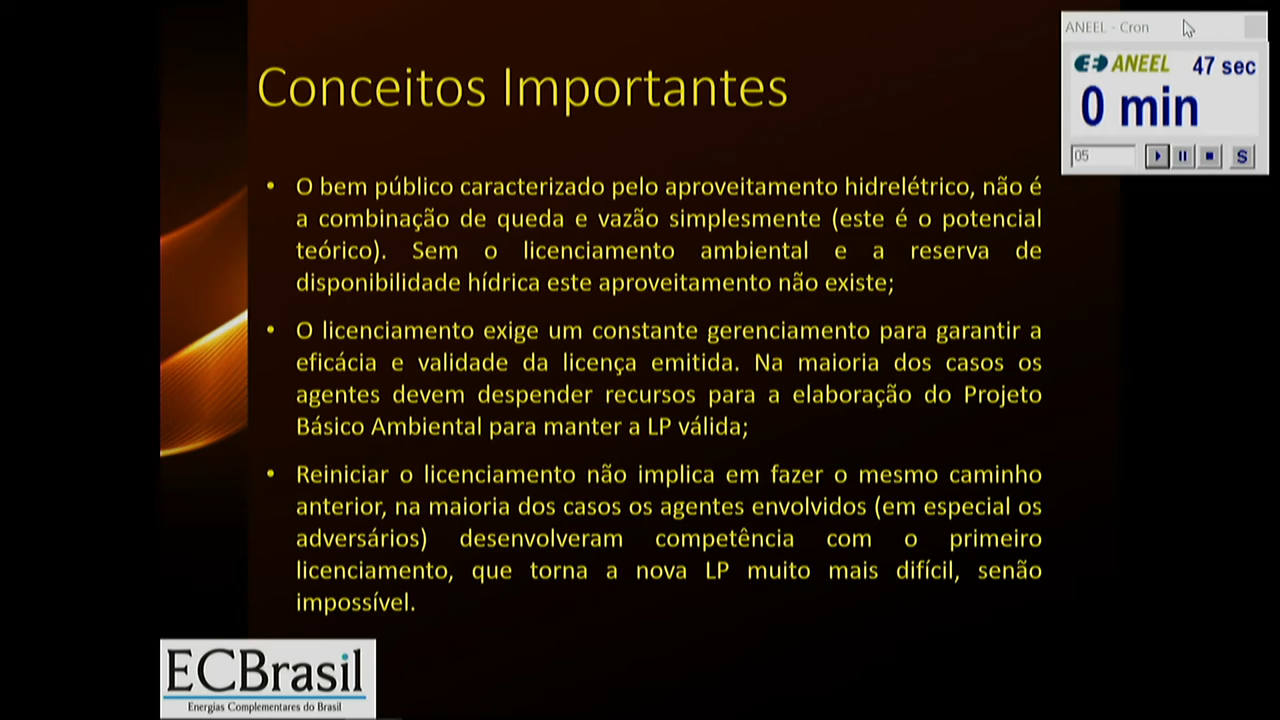 ANEEL - Cron
ANEEL 47 sec
0 min
05
S
Conceitos Importantes
• O bem público caracterizado pelo aproveitamento hidrelétrico, não é
a combinação de queda e vazão simplesmente (este é o potencial
teórico). Sem o licenciamento ambiental e a reserva de
disponibilidade hídrica este aproveitamento não existe;
• O licenciamento exige um constante gerenciamento para garantir a
eficácia e validade da licença emitida. Na maioria dos casos os
agentes devem despender recursos para a elaboração do Projeto
Básico Ambiental para manter a LP válida;
• Reiniciar o licenciamento não implica em fazer o mesmo caminho
anterior, na maioria dos casos os agentes envolvidos (em especial os
adversários) desenvolveram competência com o primeiro
licenciamento, que torna a nova LP muito mais difícil, senão
impossível.
ECBrasil
Energias Complementares do Brasil